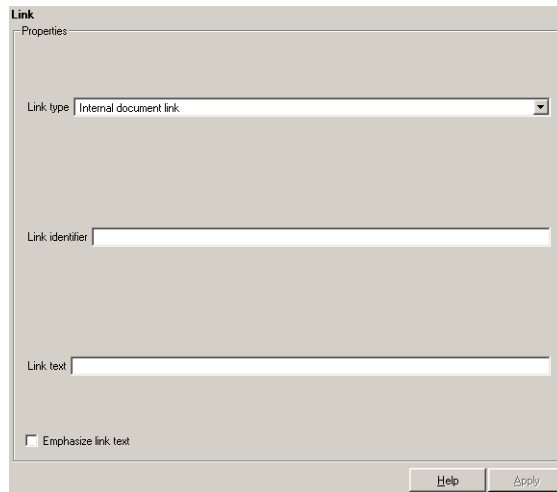 Link
Properties
Link type Internal document link
Link identifier
Link text
Emphasize link text
Help Apply